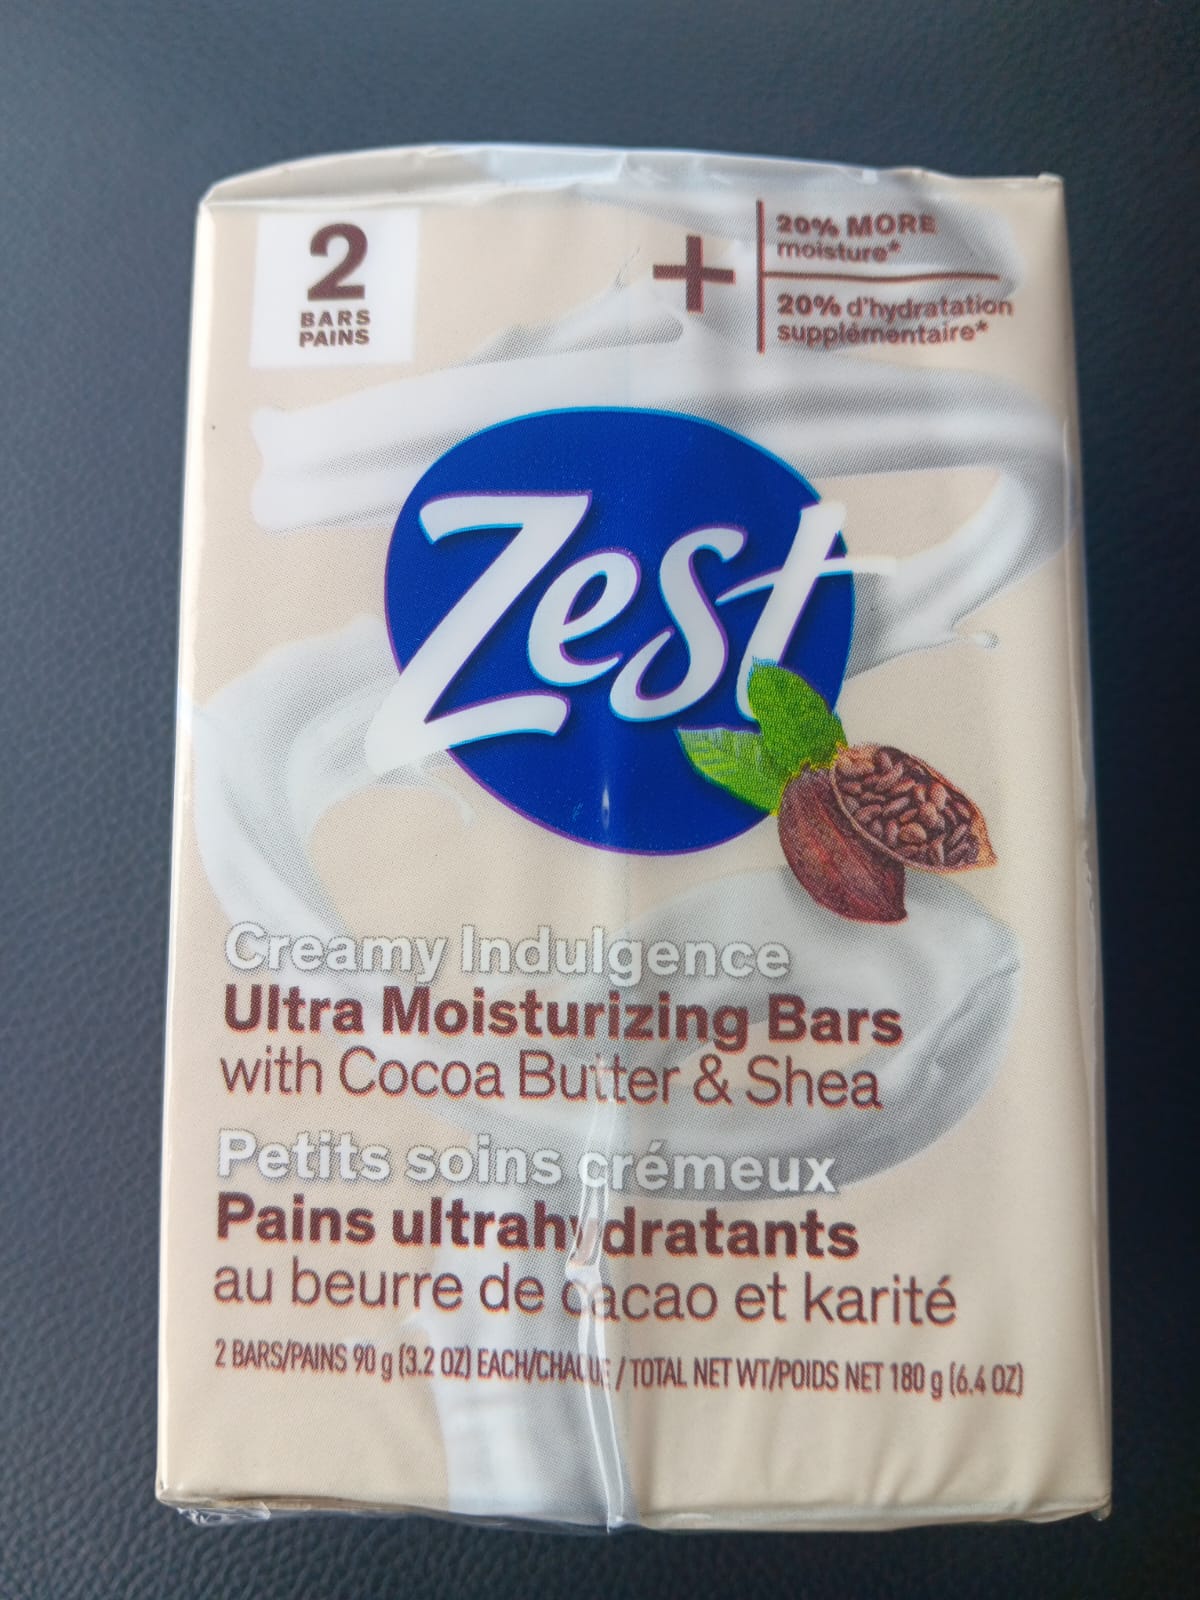 2
BARS
PAINS
+
20% MORE
moisture*
20% d'hydratation
supplémentaire*
Zest
Creamy Indulgence
Ultra Moisturizing Bars
with Cocoa Butter & Shea
Petits soins crémeux
Pains ultrahydratants
au beurre de cacao et karité
2 BARS/PAINS 90 g (3.2 OZ) EACH/CHAQUE / TOTAL NET WT/POIDS NET 180 g (6.4 OZ)